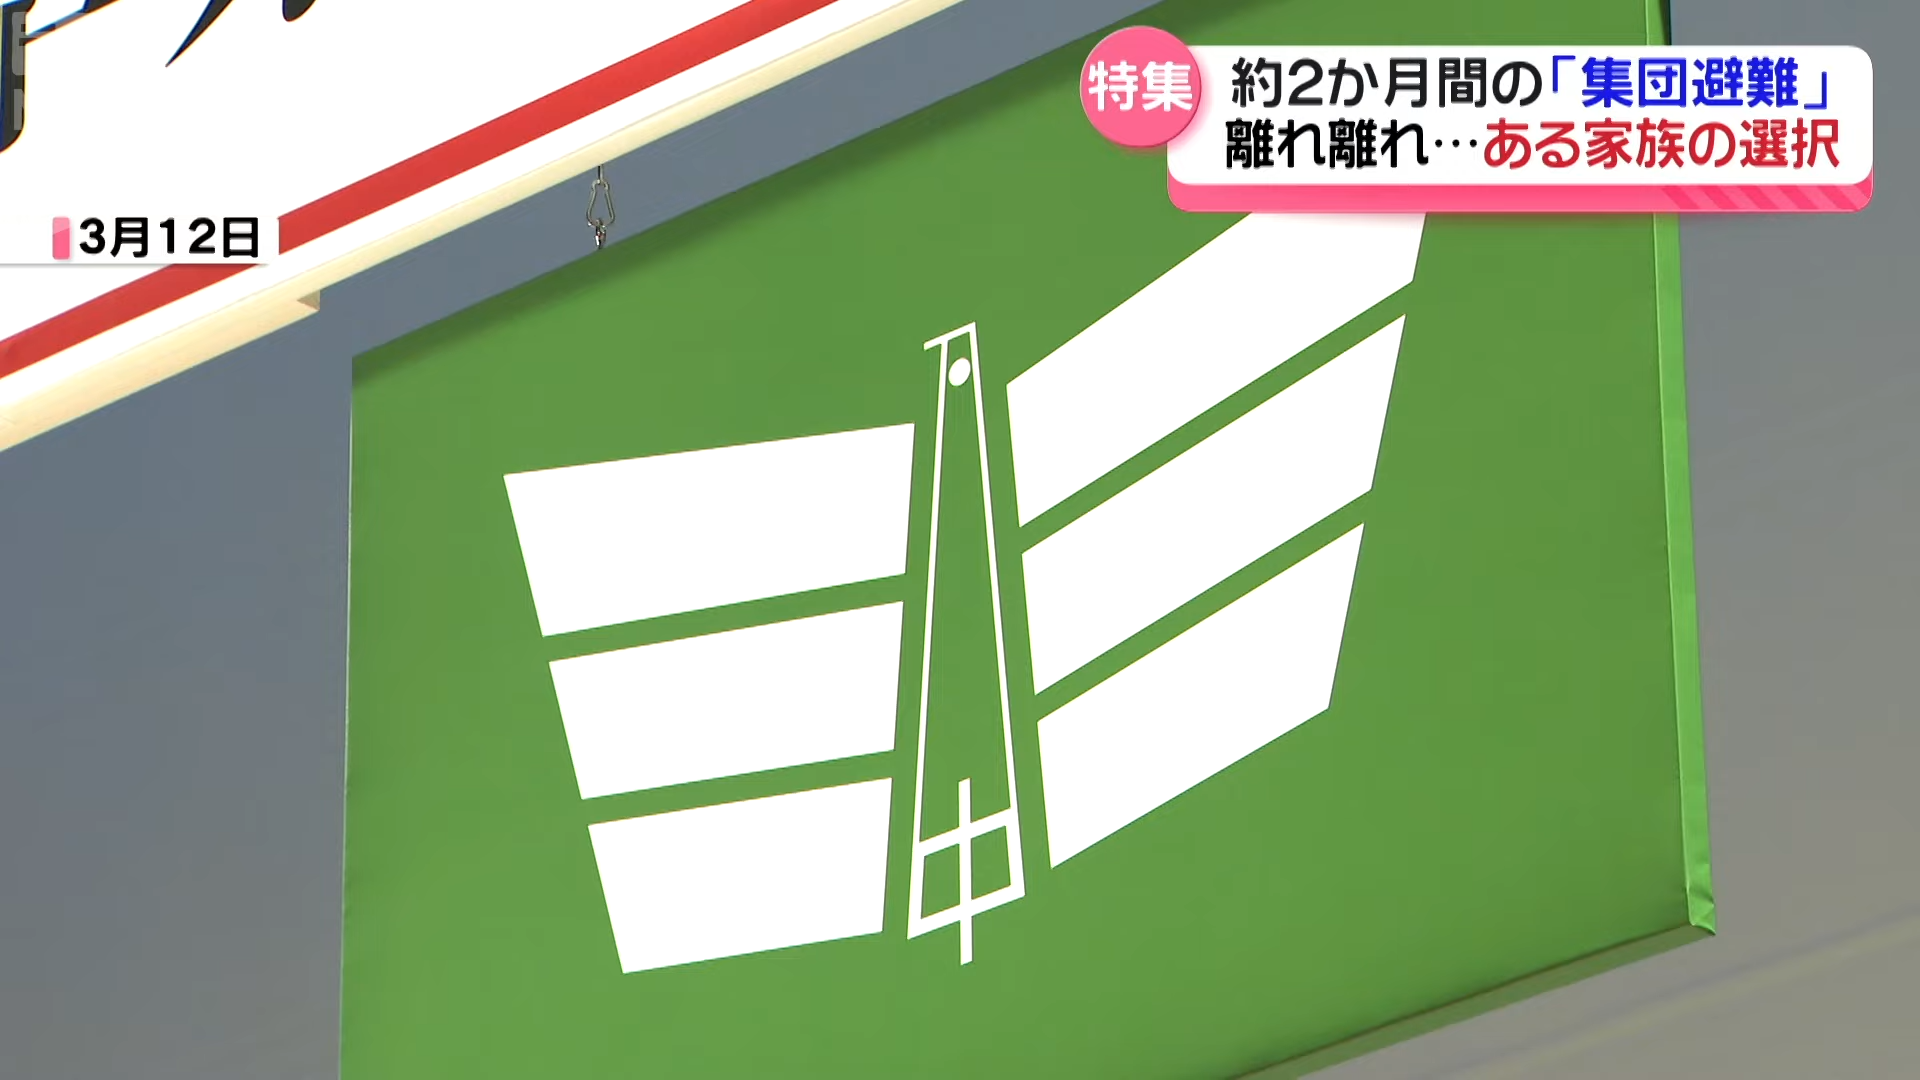 特集
約2か月間の「集団避難」
離れ離れ…ある家族の選択
3月12日
中